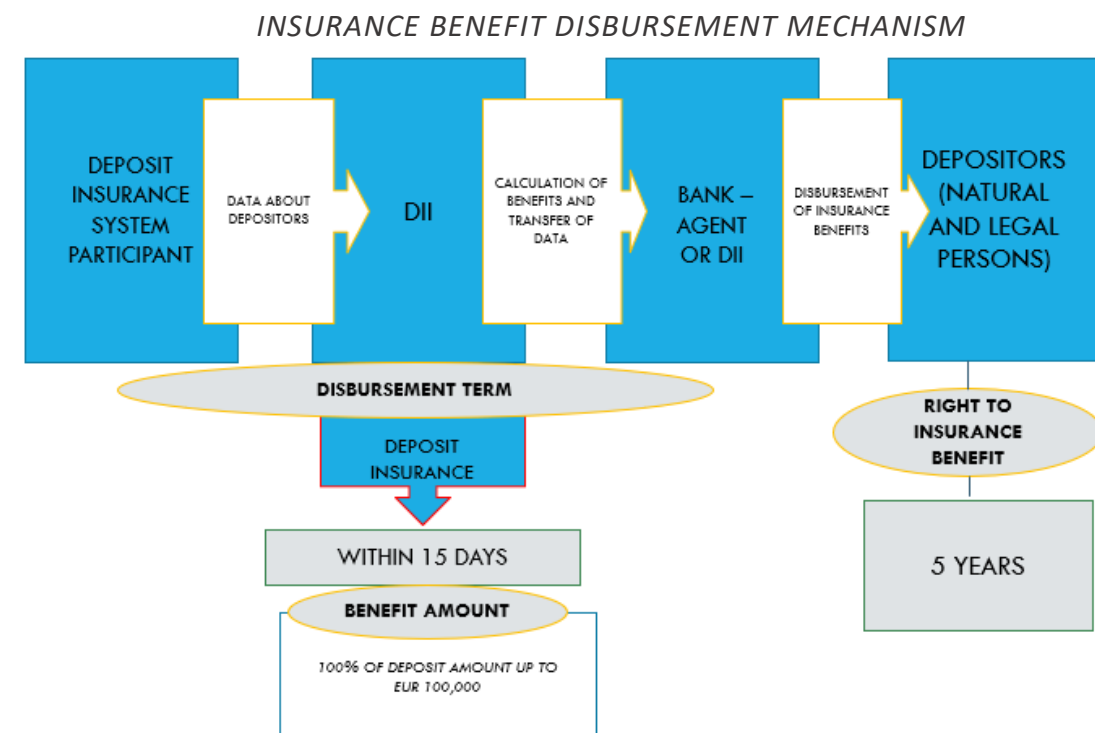 INSURANCE BENEFIT DISBURSEMENT MECHANISM
DEPOSIT
INSURANCE
SYSTEM
PARTICIPANT
DATA ABOUT
DEPOSITORS
DII
CALCULATION OF
BENEFITS AND
TRANSFER OF
DATA
BANK –
AGENT
OR DII
DISBURSEMENT
OF INSURANCE
BENEFITS
DEPOSITORS
(NATURAL
AND LEGAL
PERSONS)
DISBURSEMENT TERM
DEPOSIT
INSURANCE
WITHIN 15 DAYS
BENEFIT AMOUNT
100% OF DEPOSIT AMOUNT UP TO
EUR 100,000
RIGHT TO
INSURANCE
BENEFIT
5 YEARS